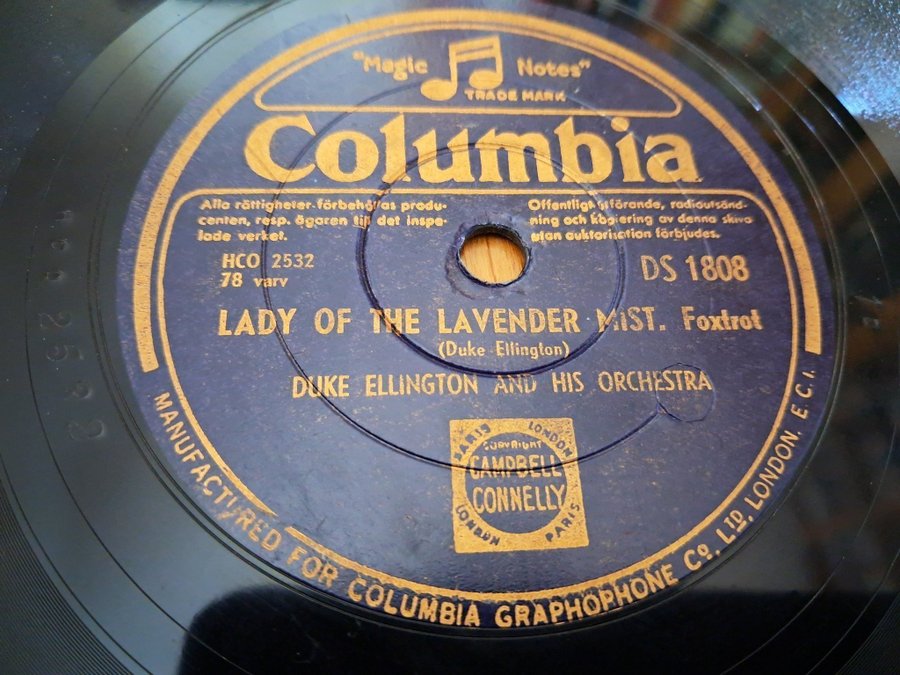 "Magic Notes"
TRADE MARK
Columbia
Alla rättigheter förbehållas produ-
centen, resp. ägaren till det inspe-
lade verket.
Offentligt utförande, radioutsänd-
ning och kopiering av denna skiva
utan auktorisation förbjudes.
HCO 2532
78 varv
DS 1808
LADY OF THE LAVENDER MIST. Foxtrot
(Duke Ellington)
DUKE ELLINGTON AND HIS ORCHESTRA
PARIS LONDON
COPYRIGHT
CAMPBELL
CONNELLY
LONDON PARIS
MANUFACTURED FOR COLUMBIA GRAPHOPHONE CO. LTD. LONDON. E.C.1.